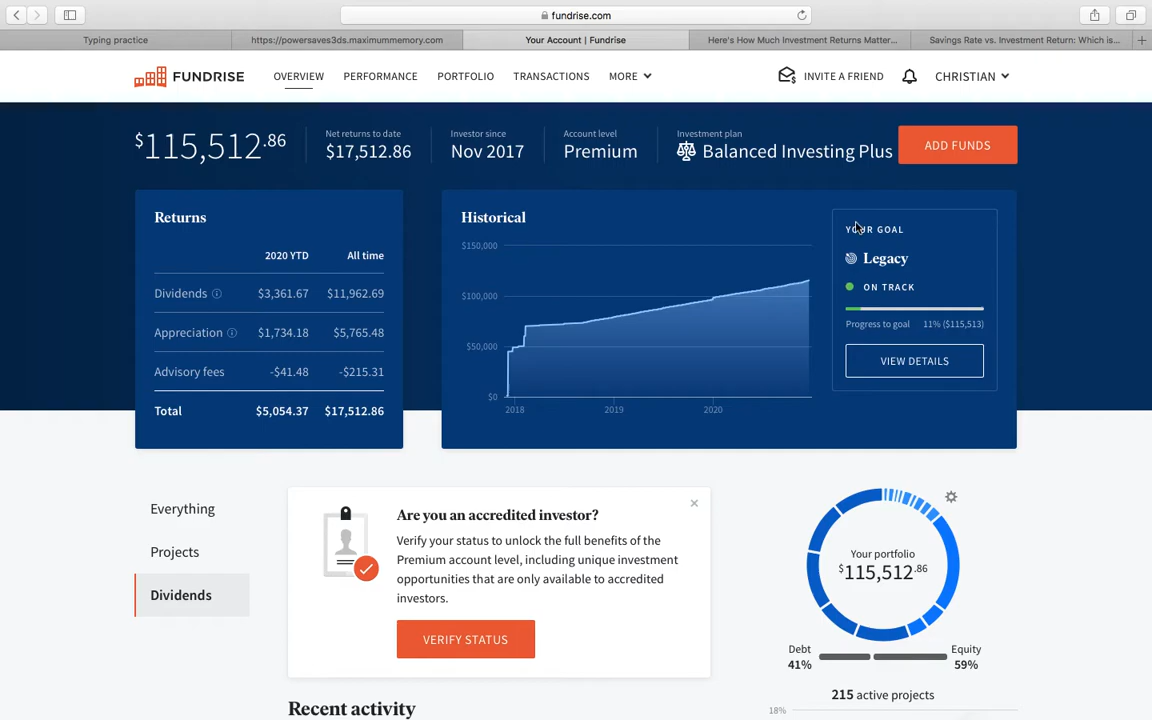 fundrise.com
Typing practice
https://powersaves3ds.maximummemory.com
Your Account | Fundrise
Here's How Much Investment Returns Matter...
Savings Rate vs. Investment Return: Which is...
FUNDRISE
OVERVIEW
PERFORMANCE
PORTFOLIO
TRANSACTIONS
MORE
INVITE A FRIEND
CHRISTIAN
$115,512.86
Net returns to date
$17,512.86
Investor since
Nov 2017
Account level
Premium
Investment plan
Balanced Investing Plus
ADD FUNDS
Returns
2020 YTD All time
Dividends $3,361.67 $11,962.69
Appreciation $1,734.18 $5,765.48
Advisory fees -$41.48 -$215.31
Total $5,054.37 $17,512.86
Historical
$150,000
$100,000
$50,000
$0
2018 2019 2020
YOUR GOAL
Legacy
ON TRACK
Progress to goal 11% ($115,513)
VIEW DETAILS
Everything
Projects
Dividends
Are you an accredited investor?
Verify your status to unlock the full benefits of the
Premium account level, including unique investment
opportunities that are only available to accredited
investors.
VERIFY STATUS
Recent activity
Your portfolio
$115,512.86
Debt
41%
Equity
59%
215 active projects
18%